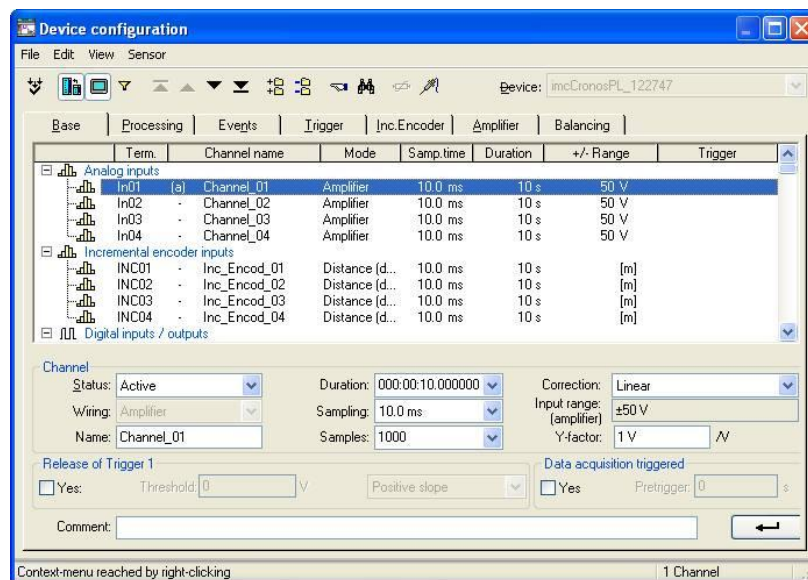 Device configuration
File Edit View Sensor
Device: imcCronosPL_122747
Base Processing Events Trigger Inc.Encoder Amplifier Balancing
Term. Channel name Mode Samp.time Duration +/- Range Trigger
Analog inputs
In01 (a) Channel_01 Amplifier 10.0 ms 10 s 50 V
In02 - Channel_02 Amplifier 10.0 ms 10 s 50 V
In03 - Channel_03 Amplifier 10.0 ms 10 s 50 V
In04 - Channel_04 Amplifier 10.0 ms 10 s 50 V
Incremental encoder inputs
INC01 - Inc_Encod_01 Distance (d... 10.0 ms 10 s [m]
INC02 - Inc_Encod_02 Distance (d... 10.0 ms 10 s [m]
INC03 - Inc_Encod_03 Distance (d... 10.0 ms 10 s [m]
INC04 - Inc_Encod_04 Distance (d... 10.0 ms 10 s [m]
Digital inputs / outputs
Channel
Status: Active Duration: 000:00:10.000000 Correction: Linear
Wiring: Amplifier Sampling: 10.0 ms Input range: (amplifier) ±50 V
Name: Channel_01 Samples: 1000 Y-factor: 1 V /V
Release of Trigger 1 Data acquisition triggered
Yes: Threshold: 0 V Positive slope Yes Pretrigger: 0 s
Comment:
Context-menu reached by right-clicking 1 Channel